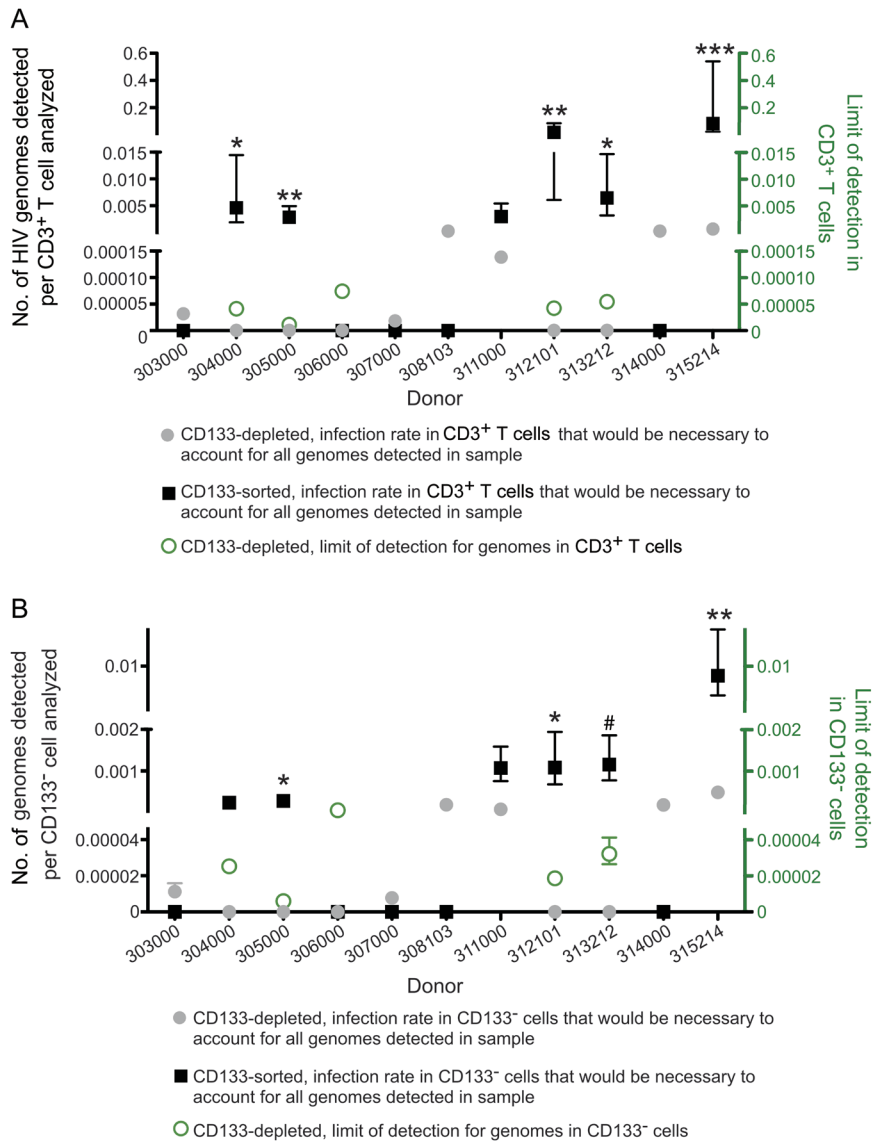 A
No. of HIV genomes detected
per CD3+ T cell analyzed
0.6
0.2
0.015
0.010
0.005
0.00015
0.00010
0.00005
0
* ** ** * ***
0.6
0.2
0.015
0.010
0.005
0.00015
0.00010
0.00005
0
Limit of detection in
CD3+ T cells
303000 304000 305000 306000 307000 308103 311000 312101 313212 314000 315214
Donor
CD133-depleted, infection rate in CD3+ T cells that would be necessary to
account for all genomes detected in sample
CD133-sorted, infection rate in CD3+ T cells that would be necessary to
account for all genomes detected in sample
CD133-depleted, limit of detection for genomes in CD3+ T cells
B
No. of genomes detected
per CD133- cell analyzed
0.01
0.002
0.001
0.00004
0.00002
0
* * # **
0.01
0.002
0.001
0.00004
0.00002
0
Limit of detection
in CD133- cells
303000 304000 305000 306000 307000 308103 311000 312101 313212 314000 315214
Donor
CD133-depleted, infection rate in CD133- cells that would be necessary to
account for all genomes detected in sample
CD133-sorted, infection rate in CD133- cells that would be necessary to
account for all genomes detected in sample
CD133-depleted, limit of detection for genomes in CD133- cells